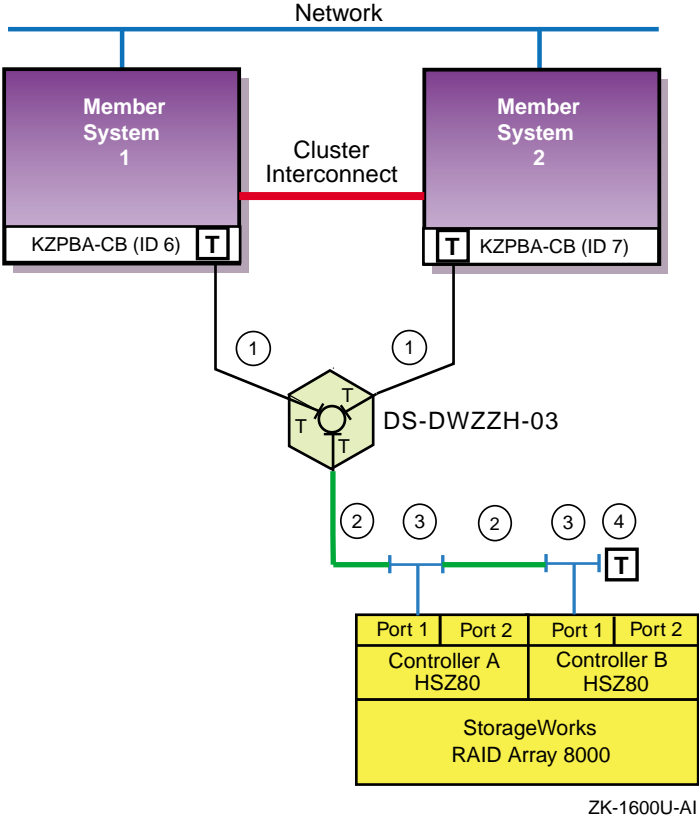 Network
Member
System
1
Member
System
2
Cluster
Interconnect
KZPBA-CB (ID 6)
T
T
KZPBA-CB (ID 7)
1
1
T
T
T
DS-DWZZH-03
2
3
2
3
4
T
Port 1
Port 2
Port 1
Port 2
Controller A
HSZ80
Controller B
HSZ80
StorageWorks
RAID Array 8000
ZK-1600U-AI